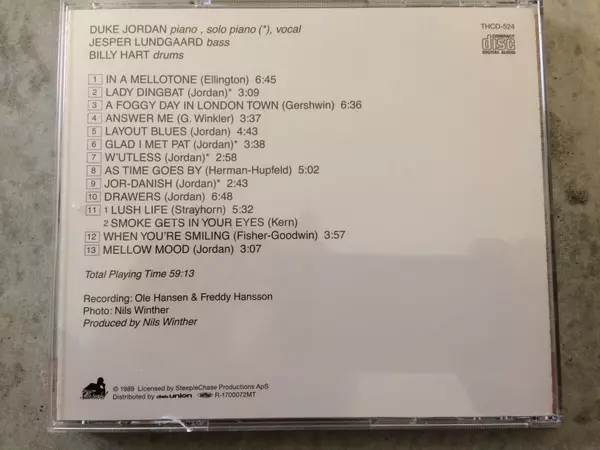 DUKE JORDAN piano , solo piano (*), vocal
JESPER LUNDGAARD bass
BILLY HART drums
THCD-524
COMPACT
disc
DIGITAL AUDIO
1 IN A MELLOTONE (Ellington) 6:45
2 LADY DINGBAT (Jordan)* 3:09
3 A FOGGY DAY IN LONDON TOWN (Gershwin) 6:36
4 ANSWER ME (G. Winkler) 3:37
5 LAYOUT BLUES (Jordan) 4:43
6 GLAD I MET PAT (Jordan)* 3:38
7 W'UTLESS (Jordan)* 2:58
8 AS TIME GOES BY (Herman-Hupfeld) 5:02
9 JOR-DANISH (Jordan)* 2:43
10 DRAWERS (Jordan) 6:48
11 1 LUSH LIFE (Strayhorn) 5:32
2 SMOKE GETS IN YOUR EYES (Kern)
12 WHEN YOU'RE SMILING (Fisher-Goodwin) 3:57
13 MELLOW MOOD (Jordan) 3:07
Total Playing Time 59:13
Recording: Ole Hansen & Freddy Hansson
Photo: Nils Winther
Produced by Nils Winther
© 1989 Licensed by SteepleChase Productions ApS
Distributed by disk union R-1700072MT